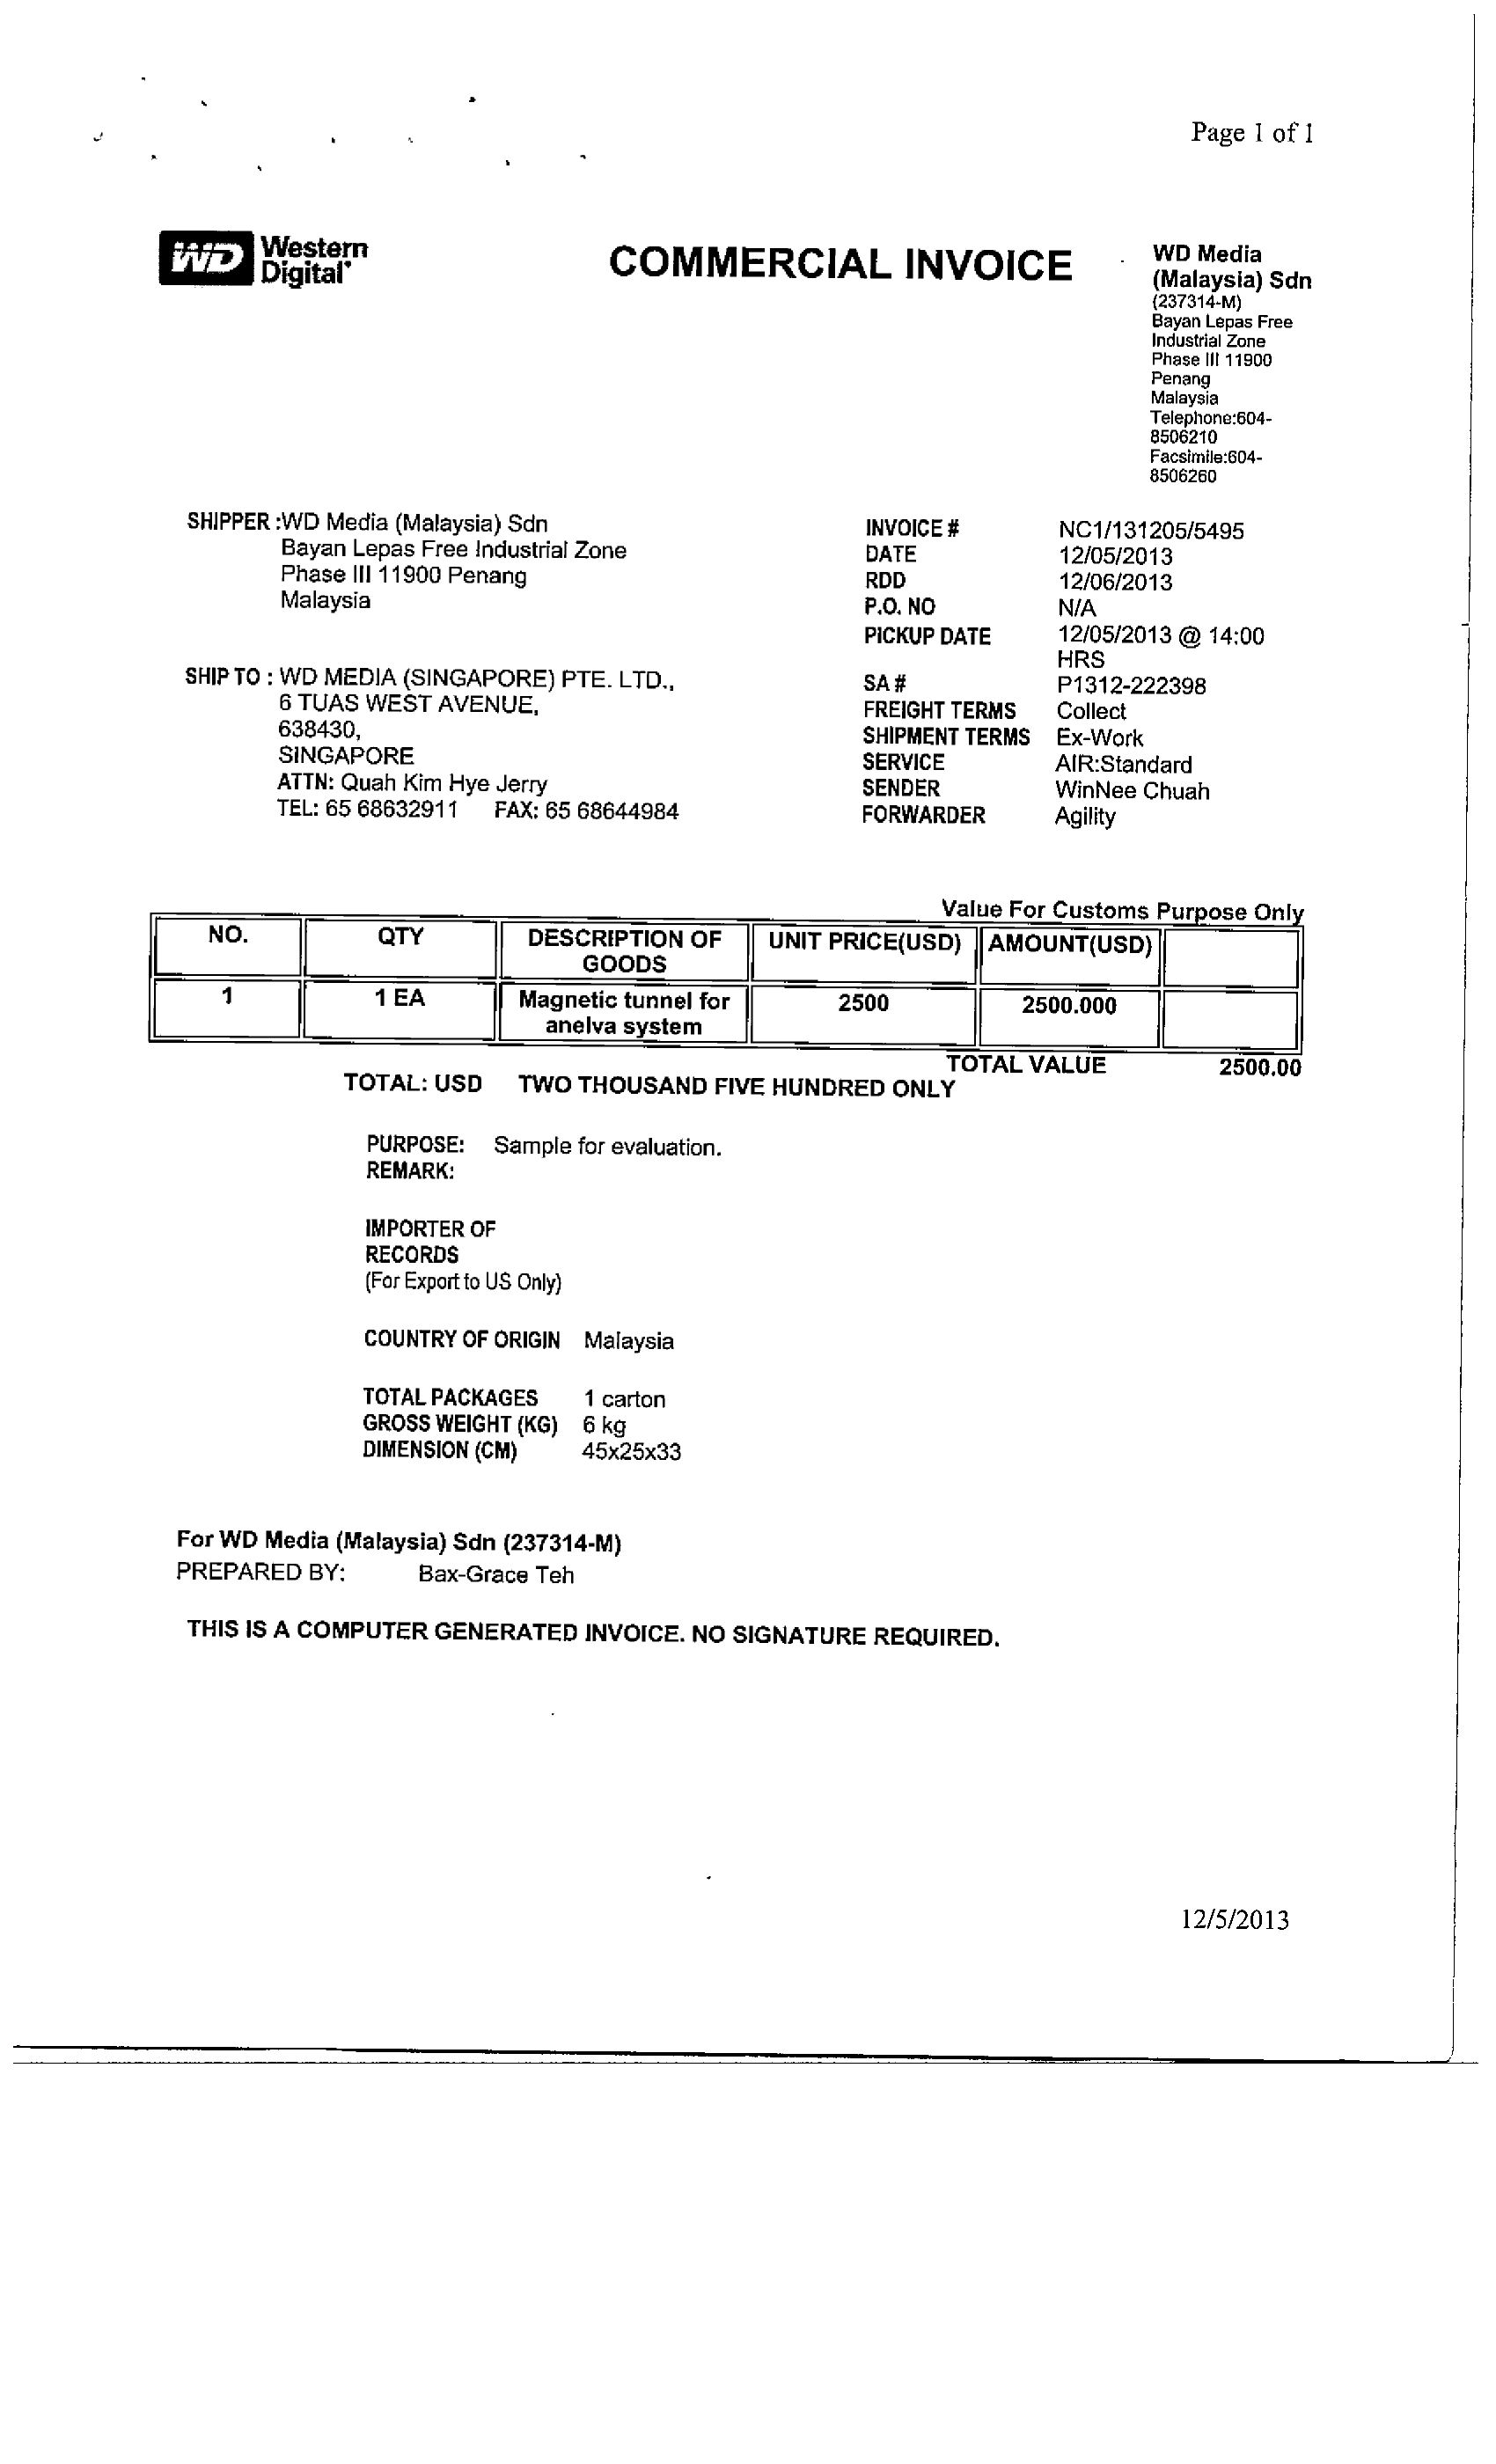 Page 1 of 1
WD Western
Digital
COMMERCIAL INVOICE
WD Media
(Malaysia) Sdn
(237314-M)
Bayan Lepas Free
Industrial Zone
Phase III 11900
Penang
Malaysia
Telephone:604-
8506210
Facsimile:604-
8506260
SHIPPER :WD Media (Malaysia) Sdn
Bayan Lepas Free Industrial Zone
Phase III 11900 Penang
Malaysia
SHIP TO : WD MEDIA (SINGAPORE) PTE. LTD.,
6 TUAS WEST AVENUE,
638430,
SINGAPORE
ATTN: Quah Kim Hye Jerry
TEL: 65 68632911 FAX: 65 68644984
INVOICE # NC1/131205/5495
DATE 12/05/2013
RDD 12/06/2013
P.O. NO N/A
PICKUP DATE 12/05/2013 @ 14:00
HRS
SA # P1312-222398
FREIGHT TERMS Collect
SHIPMENT TERMS Ex-Work
SERVICE AIR:Standard
SENDER WinNee Chuah
FORWARDER Agility
Value For Customs Purpose Only
NO. QTY DESCRIPTION OF UNIT PRICE(USD) AMOUNT(USD)
GOODS
1 1 EA Magnetic tunnel for 2500 2500.000
anelva system
TOTAL VALUE 2500.00
TOTAL: USD TWO THOUSAND FIVE HUNDRED ONLY
PURPOSE: Sample for evaluation.
REMARK:
IMPORTER OF
RECORDS
(For Export to US Only)
COUNTRY OF ORIGIN Malaysia
TOTAL PACKAGES 1 carton
GROSS WEIGHT (KG) 6 kg
DIMENSION (CM) 45x25x33
For WD Media (Malaysia) Sdn (237314-M)
PREPARED BY: Bax-Grace Teh
THIS IS A COMPUTER GENERATED INVOICE. NO SIGNATURE REQUIRED.
12/5/2013